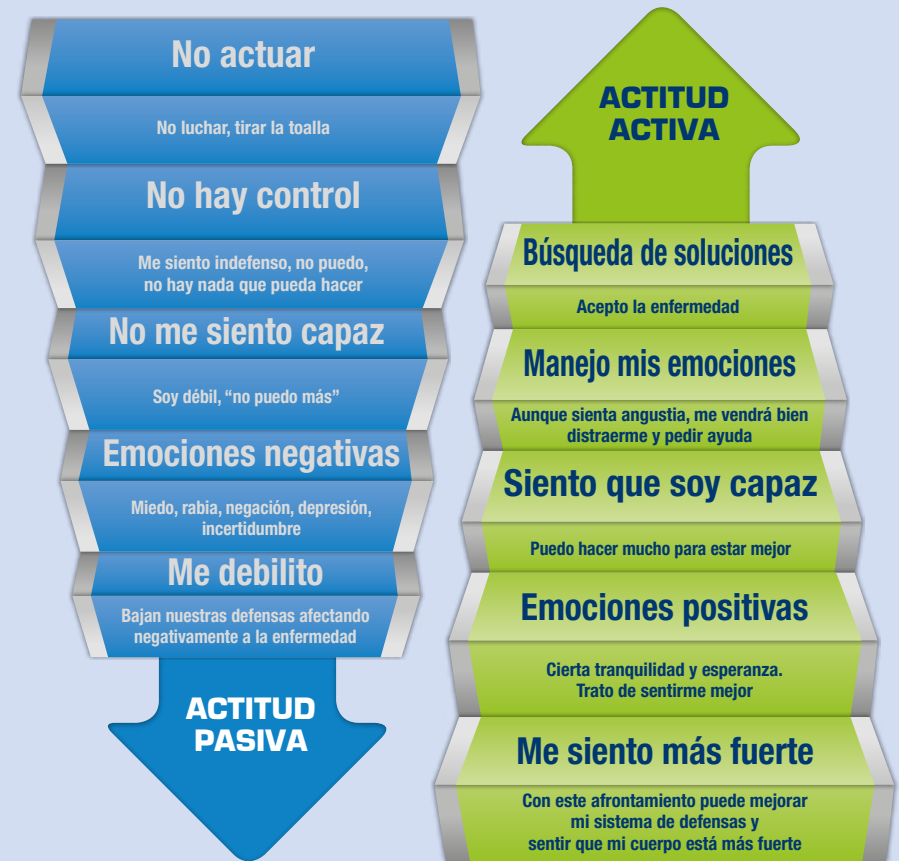 No actuar
No luchar, tirar la toalla
No hay control
Me siento indefenso, no puedo,
no hay nada que pueda hacer
No me siento capaz
Soy débil, “no puedo más”
Emociones negativas
Miedo, rabia, negación, depresión,
incertidumbre
Me debilito
Bajan nuestras defensas afectando
negativamente a la enfermedad
ACTITUD
PASIVA
ACTITUD
ACTIVA
Búsqueda de soluciones
Acepto la enfermedad
Manejo mis emociones
Aunque sienta angustia, me vendrá bien
distraerme y pedir ayuda
Siento que soy capaz
Puedo hacer mucho para estar mejor
Emociones positivas
Cierta tranquilidad y esperanza.
Trato de sentirme mejor
Me siento más fuerte
Con este afrontamiento puede mejorar
mi sistema de defensas y
sentir que mi cuerpo está más fuerte